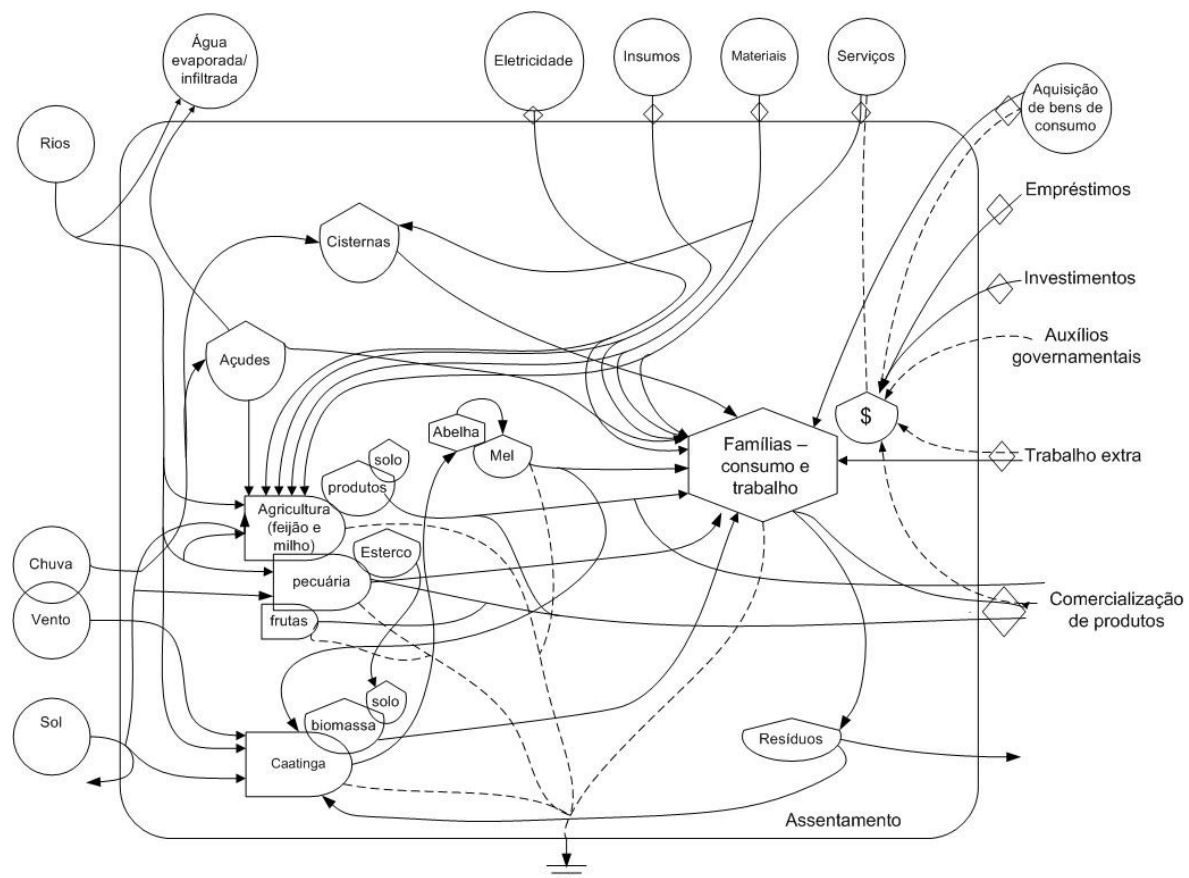 Água
evaporada/
infiltrada
Eletricidade
Insumos
Materiais
Serviços
Aquisição
de bens de
consumo
Rios
Empréstimos
Cisternas
Investimentos
Açudes
Auxílios
governamentais
$
Abelha
Mel
Famílias –
consumo e
trabalho
Trabalho extra
solo
produtos
Agricultura
(feijão e
milho)
Esterco
Chuva
pecuária
Vento
frutas
Comercialização
de produtos
Sol
solo
biomassa
Caatinga
Resíduos
Assentamento